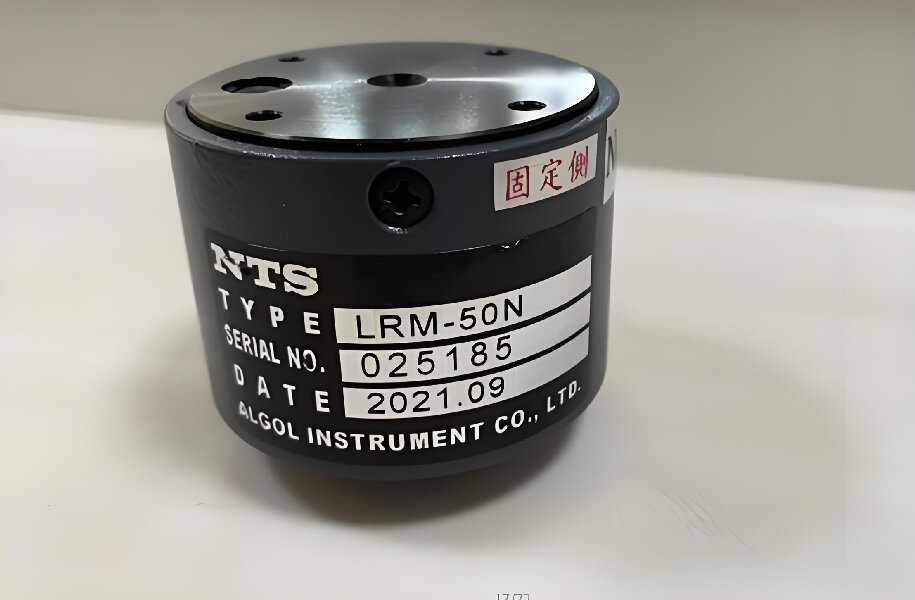 固定側
N
NTS
TYPE LRM-50N
SERIAL NO. 025185
DATE 2021.09
ALGOL INSTRUMENT CO., LTD.